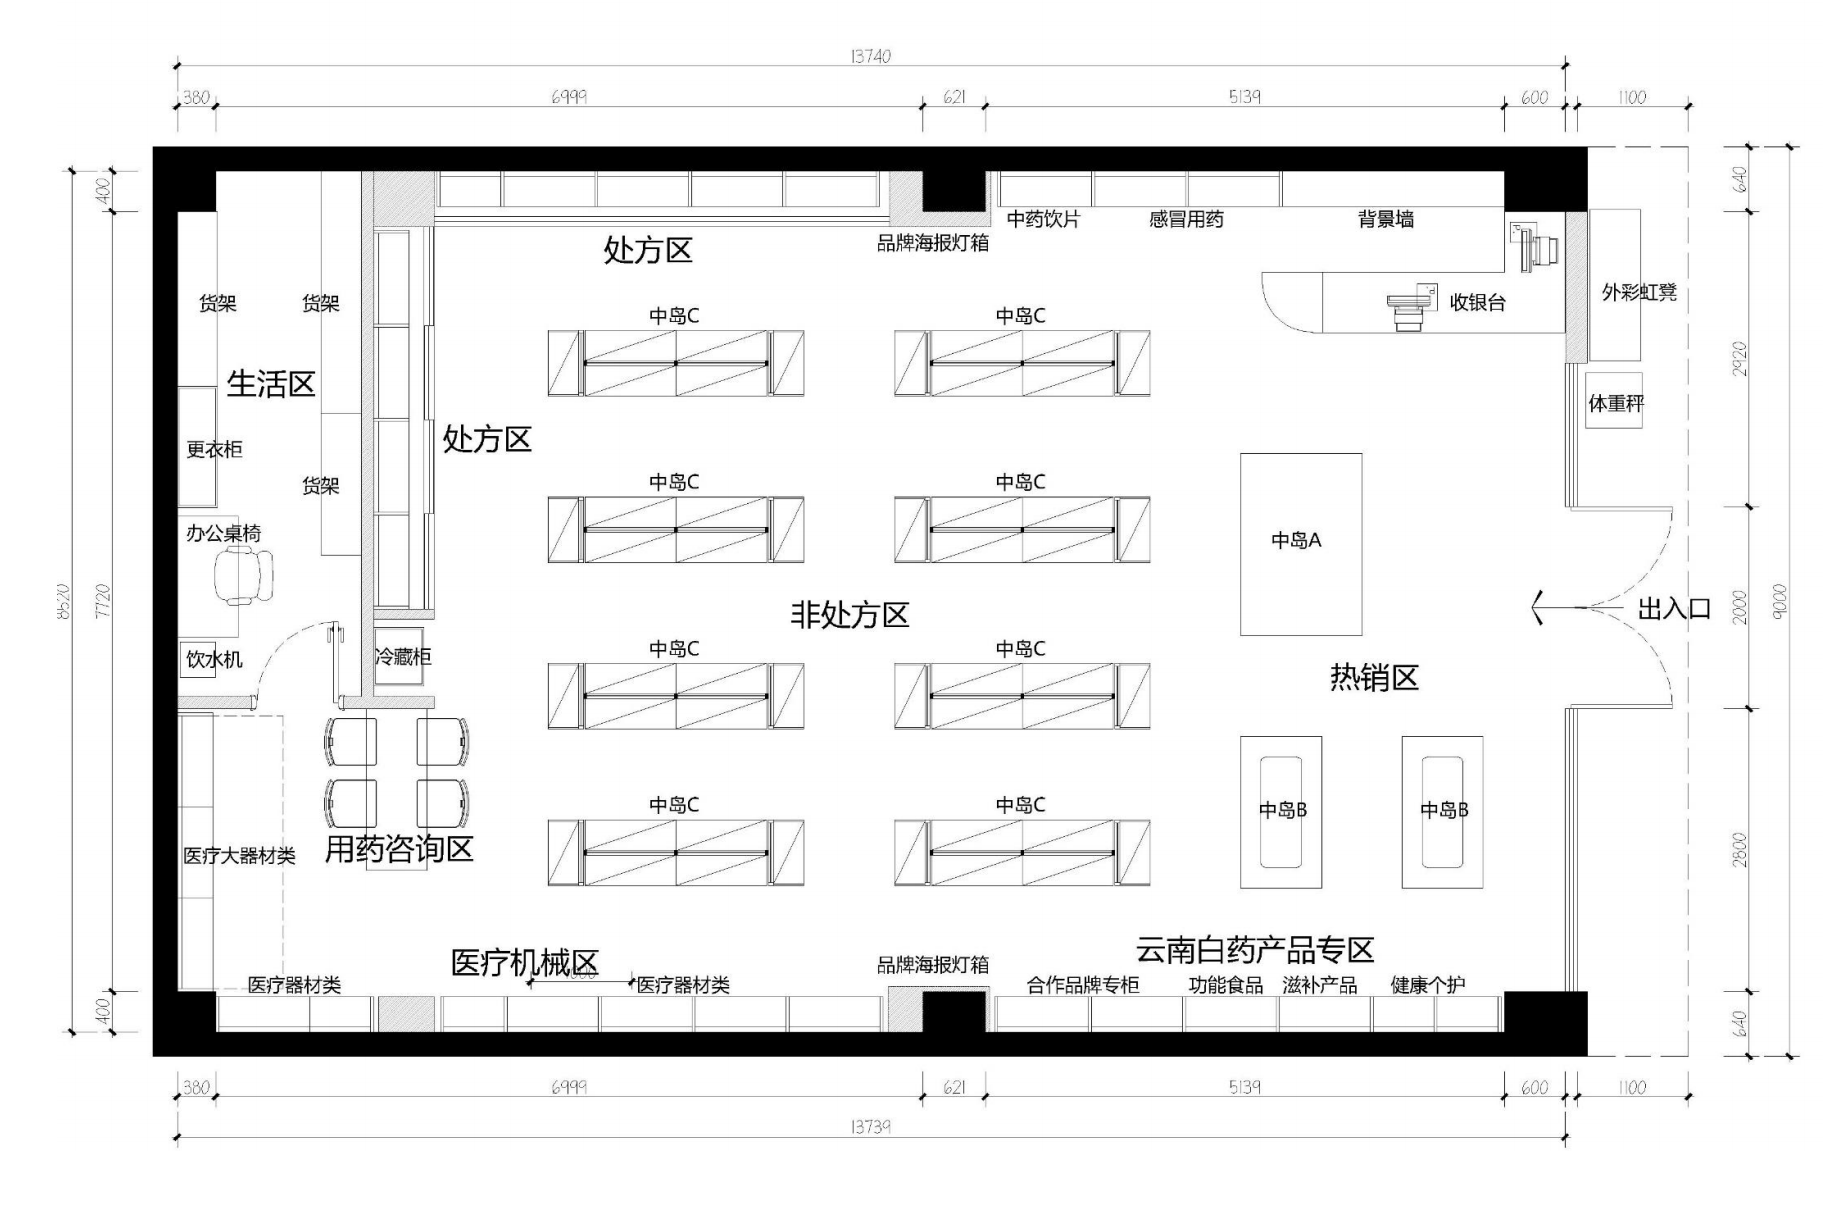 13740
380 6999 621 5139 600 1100
400
640
中药饮片 感冒用药 背景墙
品牌海报灯箱
处方区
P.
P.
货架 货架
中岛C 中岛C
收银台
外彩虹凳
生活区
2920
体重秤
更衣柜
处方区
货架
中岛C 中岛C
办公桌椅
中岛A
8520 7720
非处方区
出入口
2000 9000
饮水机
冷藏柜
中岛C 中岛C
热销区
中岛C 中岛C
中岛B 中岛B
医疗大器材类
用药咨询区
2800
医疗机械区
品牌海报灯箱
云南白药产品专区
医疗器材类
医疗器材类
合作品牌专柜 功能食品 滋补产品 健康个护
400
640
380 6999 621 5139 600 1100
13739